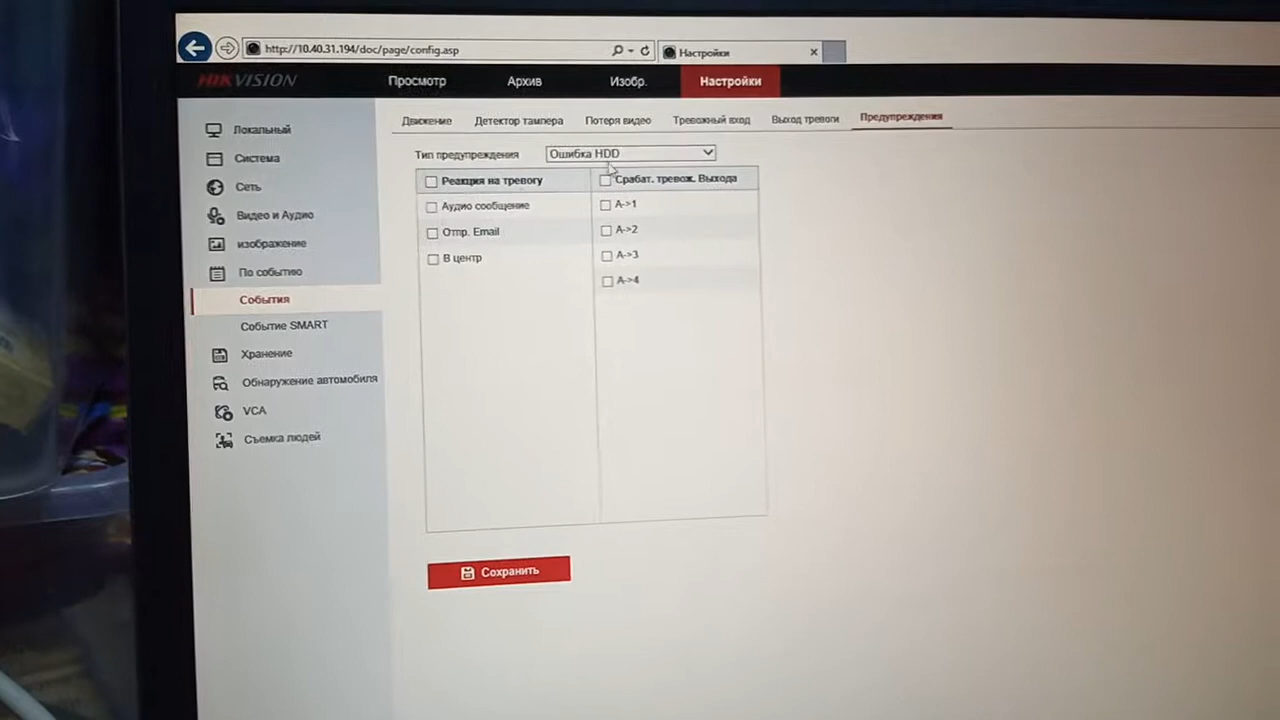 http://10.40.31.194/doc/page/config.asp
Настройки
HIKVISION
Просмотр
Архив
Изобр.
Настройки
Локальный
Система
Сеть
Видео и Аудио
изображение
По событию
События
Событие SMART
Хранение
Обнаружение автомобиля
VCA
Съемка людей
Движение
Детектор тампера
Потеря видео
Тревожный вход
Выход тревоги
Предупреждения
Тип предупреждения
Ошибка HDD
Реакция на тревогу
Срабат. тревож. Выхода
Аудио сообщение
A->1
Отпр. Email
A->2
В центр
A->3
A->4
Сохранить